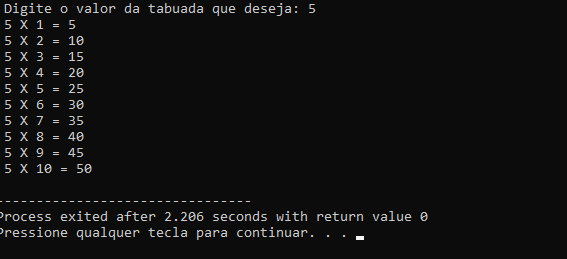 Digite o valor da tabuada que deseja: 5
5 X 1 = 5
5 X 2 = 10
5 X 3 = 15
5 X 4 = 20
5 X 5 = 25
5 X 6 = 30
5 X 7 = 35
5 X 8 = 40
5 X 9 = 45
5 X 10 = 50
--------------------------------
Process exited after 2.206 seconds with return value 0
Pressione qualquer tecla para continuar. . .